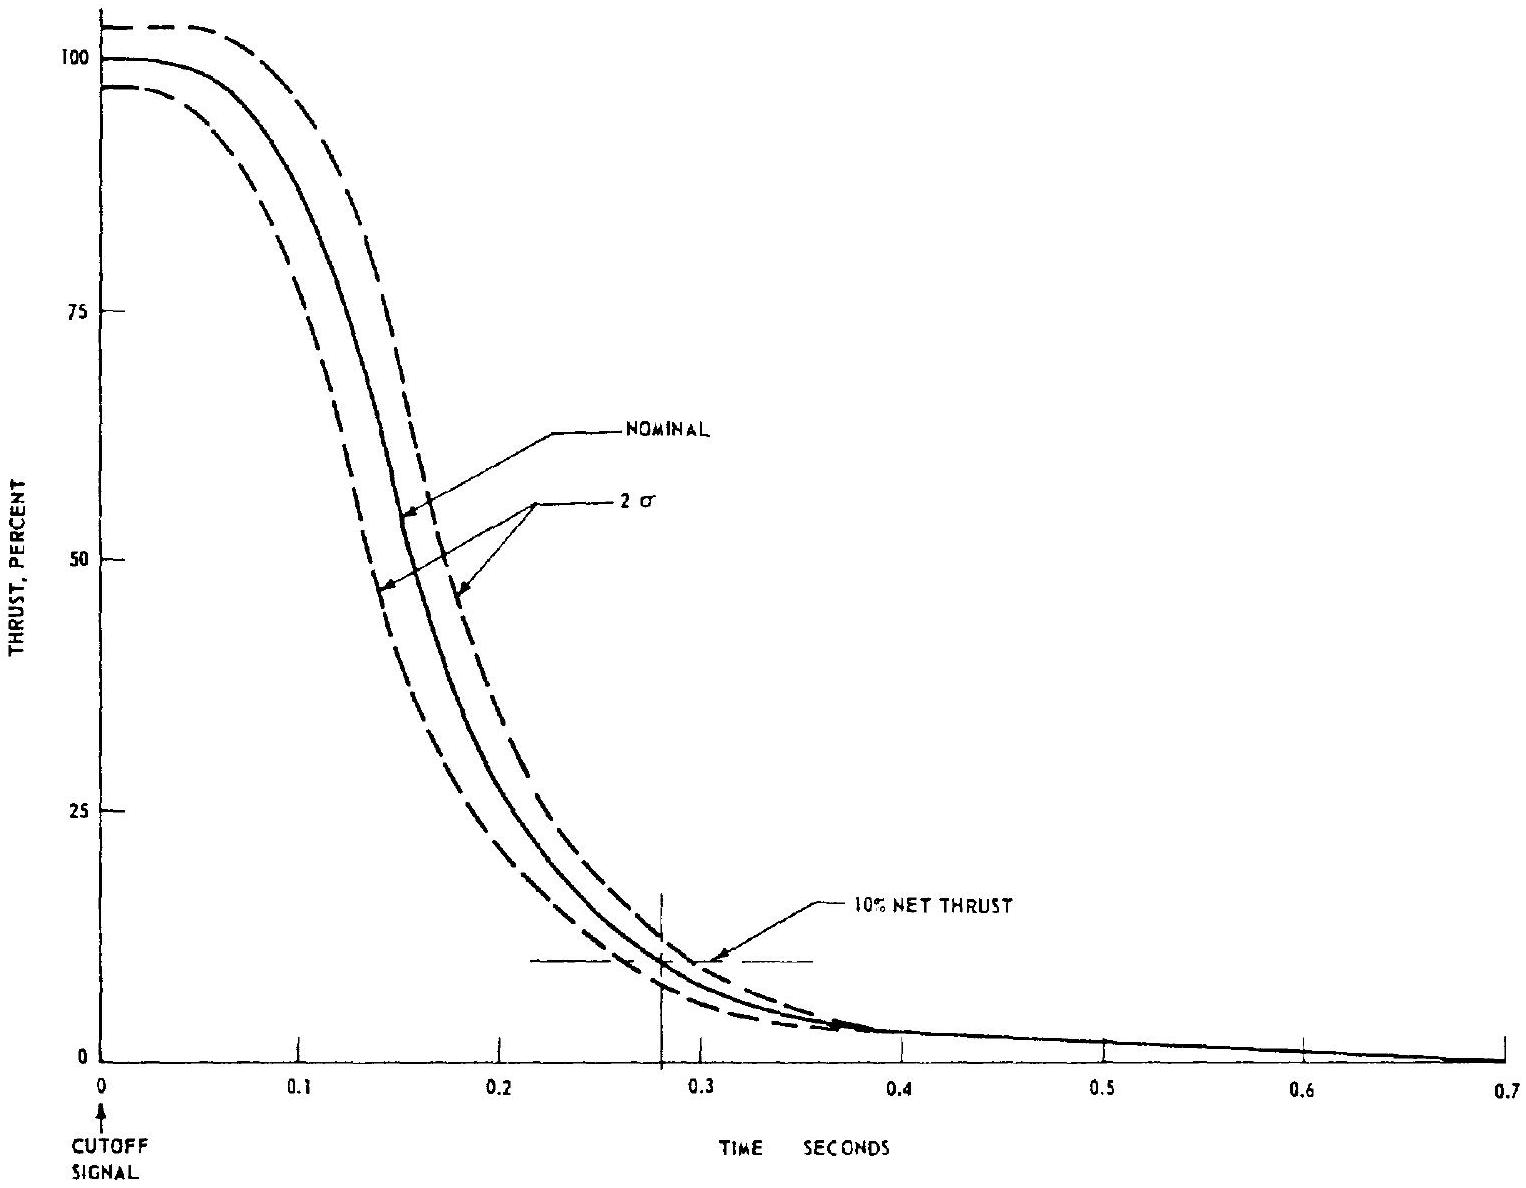 100
75
50
25
0
THRUST, PERCENT
NOMINAL
2 σ
10% NET THRUST
0 0.1 0.2 0.3 0.4 0.5 0.6 0.7
CUTOFF
SIGNAL
TIME SECONDS